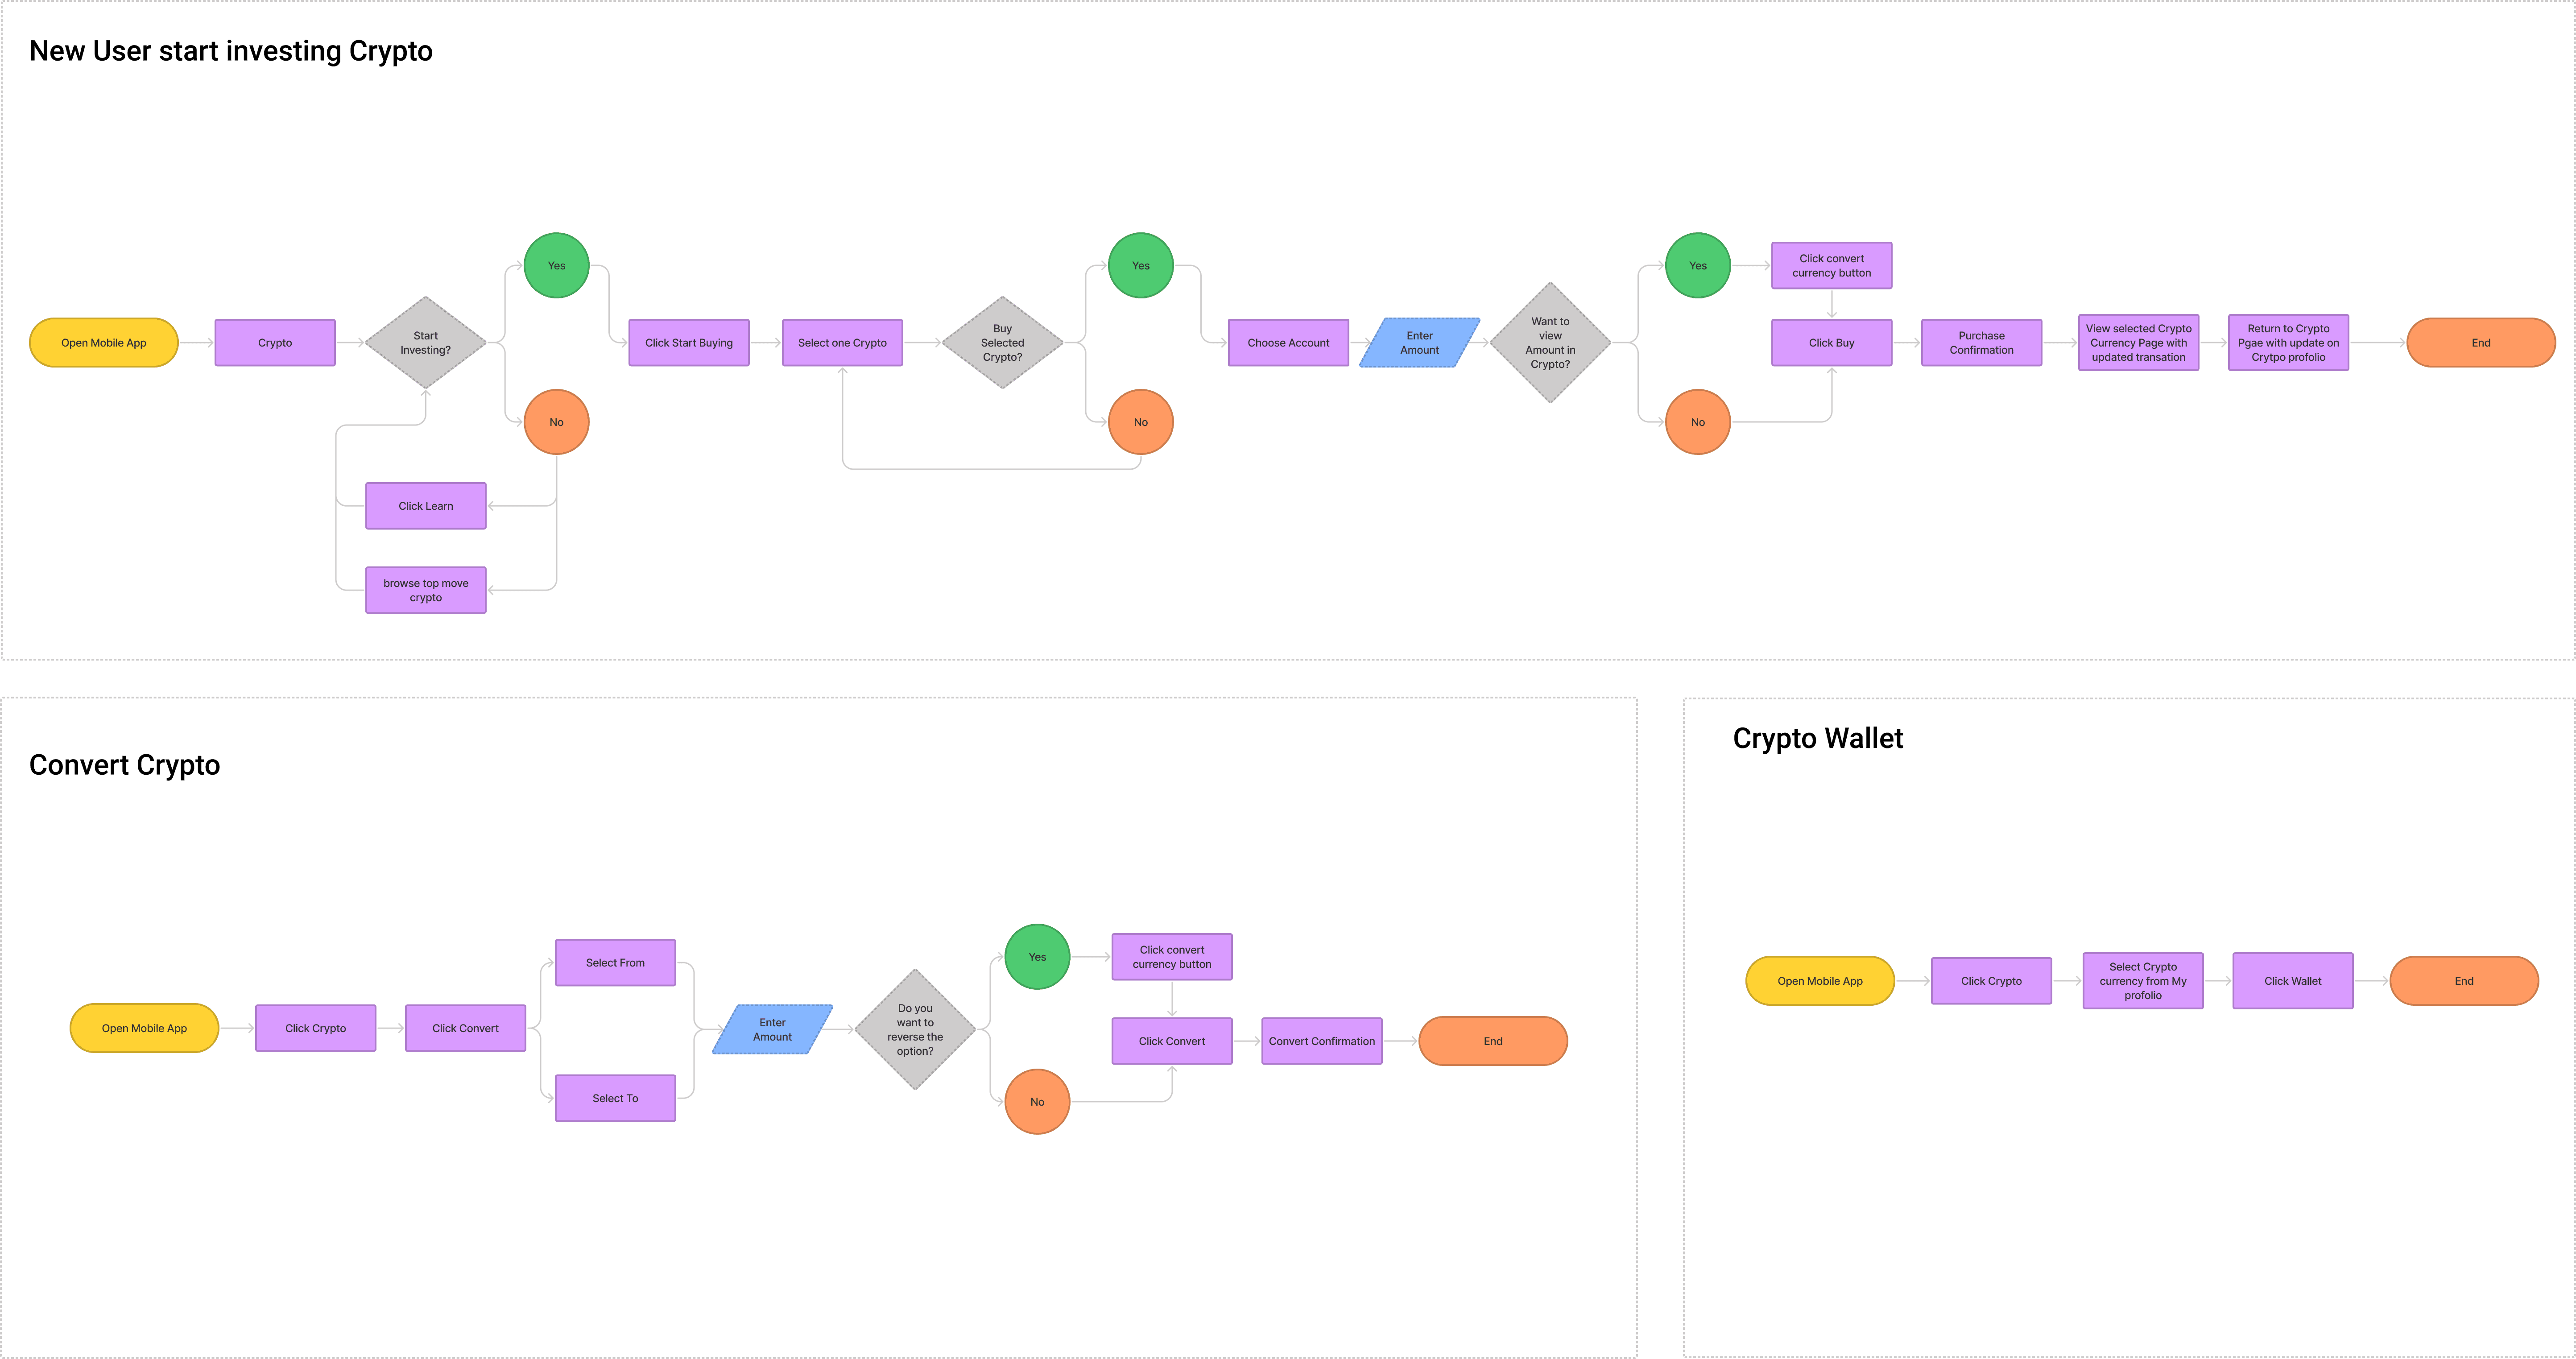 New User start investing Crypto
Open Mobile App
Crypto
Start
Investing?
Yes
No
Click Learn
browse top move
crypto
Click Start Buying
Select one Crypto
Buy
Selected
Crypto?
Yes
No
Choose Account
Enter
Amount
Want to
view
Amount in
Crypto?
Yes
No
Click convert
currency button
Click Buy
Purchase
Confirmation
View selected Crypto
Currency Page with
updated transation
Return to Crypto
Pgae with update on
Crytpo profolio
End
Convert Crypto
Open Mobile App
Click Crypto
Click Convert
Select From
Select To
Enter
Amount
Do you
want to
reverse the
option?
Yes
No
Click convert
currency button
Click Convert
Convert Confirmation
End
Crypto Wallet
Open Mobile App
Click Crypto
Select Crypto
currency from My
profolio
Click Wallet
End